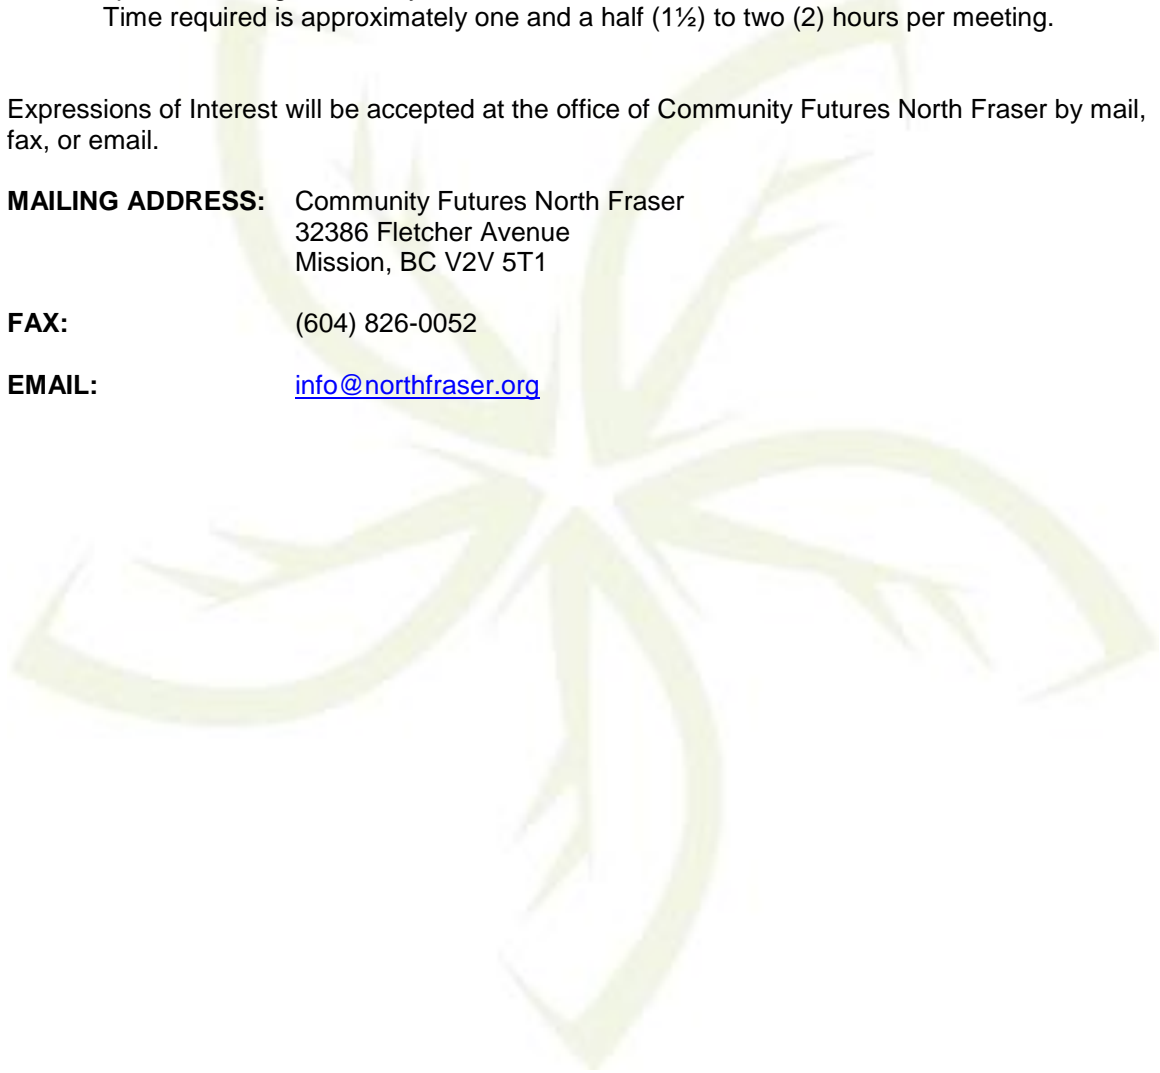 Time required is approximately one and a half (1½) to two (2) hours per meeting.
Expressions of Interest will be accepted at the office of Community Futures North Fraser by mail,
fax, or email.
MAILING ADDRESS: Community Futures North Fraser
32386 Fletcher Avenue
Mission, BC V2V 5T1
FAX: (604) 826-0052
EMAIL: info@northfraser.org